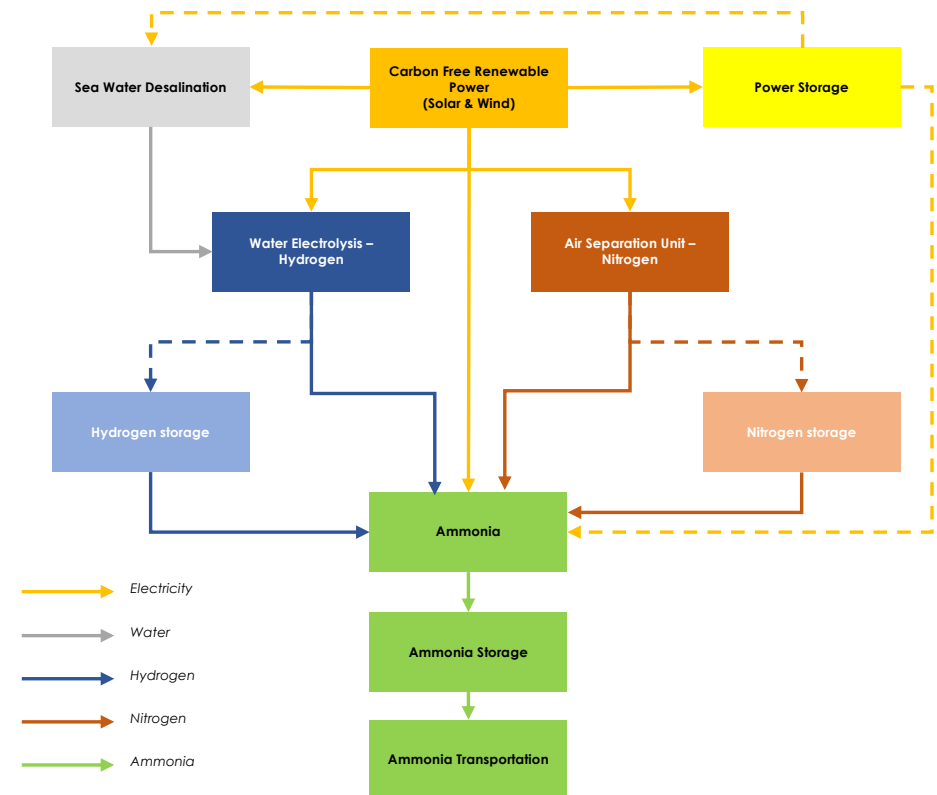 Sea Water Desalination
Carbon Free Renewable
Power
(Solar & Wind)
Power Storage
Water Electrolysis –
Hydrogen
Air Separation Unit –
Nitrogen
Hydrogen storage
Nitrogen storage
Ammonia
Electricity
Water
Hydrogen
Nitrogen
Ammonia
Ammonia Storage
Ammonia Transportation